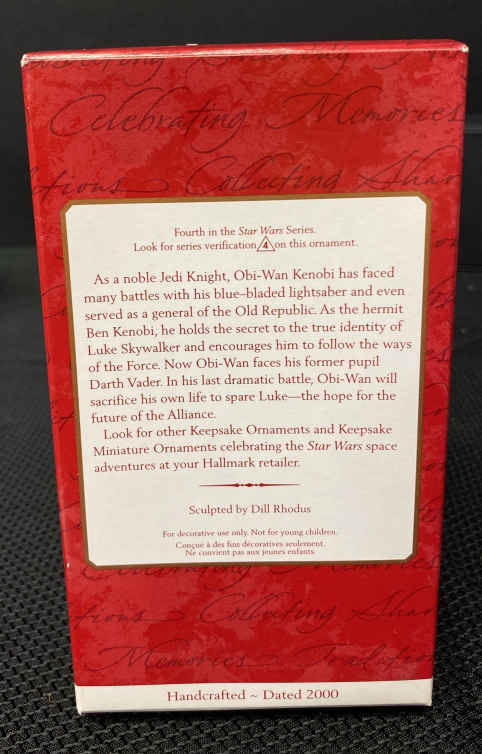 Celebrating Memories
Collecting Shar
Fourth in the Star Wars Series.
Look for series verification 4 on this ornament.
As a noble Jedi Knight, Obi-Wan Kenobi has faced
many battles with his blue–bladed lightsaber and even
served as a general of the Old Republic. As the hermit
Ben Kenobi, he holds the secret to the true identity of
Luke Skywalker and encourages him to follow the ways
of the Force. Now Obi-Wan faces his former pupil
Darth Vader. In his last dramatic battle, Obi-Wan will
sacrifice his own life to spare Luke—the hope for the
future of the Alliance.
Look for other Keepsake Ornaments and Keepsake
Miniature Ornaments celebrating the Star Wars space
adventures at your Hallmark retailer.
Sculpted by Dill Rhodus
For decorative use only. Not for young children.
Conçue à des fins décoratives seulement.
Ne convient pas aux jeunes enfants.
Collecting Shar
Memories Tradition
Handcrafted ~ Dated 2000